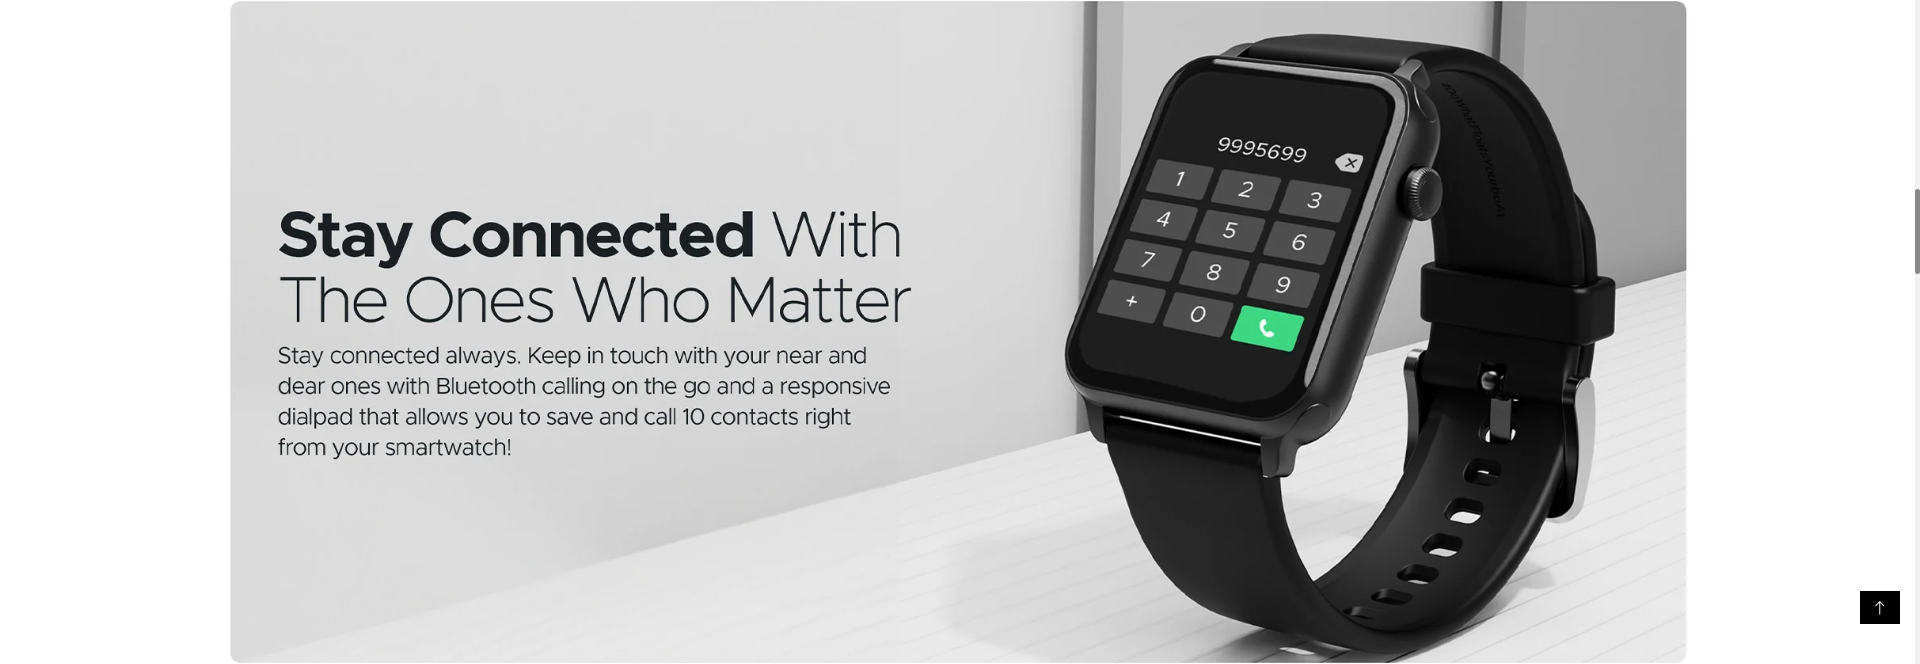 Stay Connected With
The Ones Who Matter
Stay connected always. Keep in touch with your near and
dear ones with Bluetooth calling on the go and a responsive
dialpad that allows you to save and call 10 contacts right
from your smartwatch!
9995699
1 2 3
4 5 6
7 8 9
+ 0